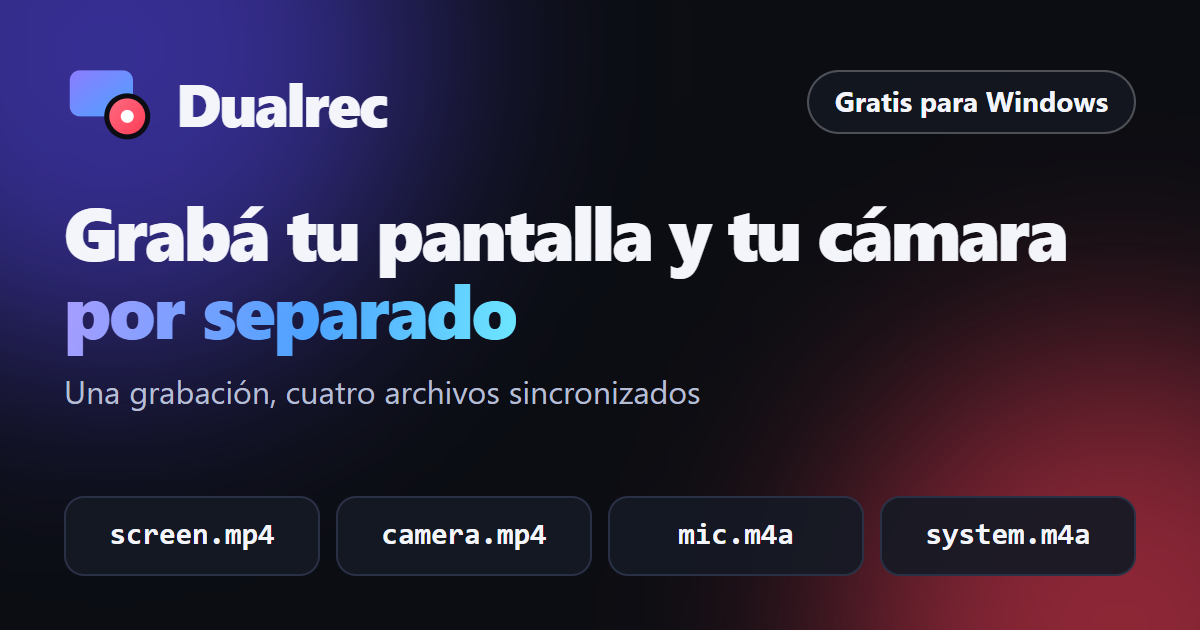 Dualrec
Gratis para Windows
Grabá tu pantalla y tu cámara
por separado
Una grabación, cuatro archivos sincronizados
screen.mp4
camera.mp4
mic.m4a
system.m4a